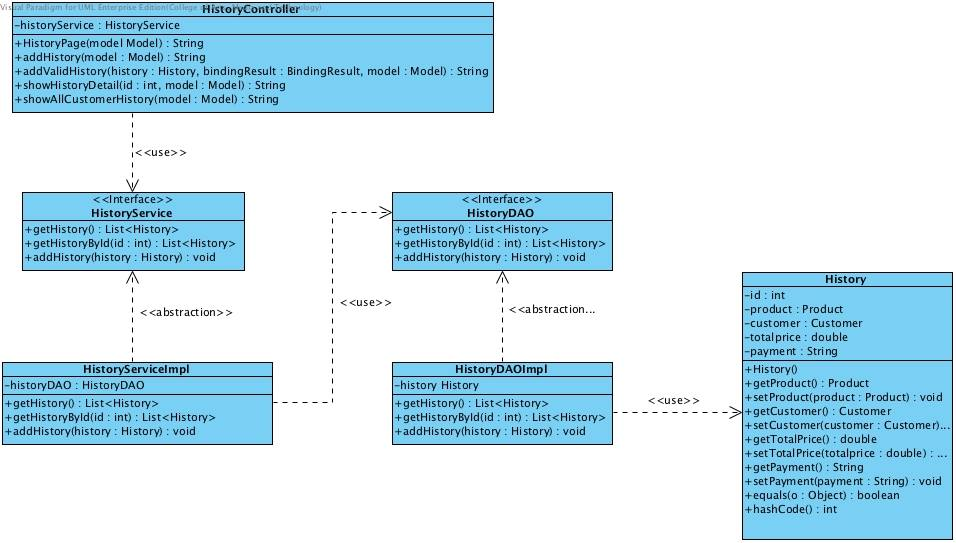 Visual Paradigm for UML Enterprise Edition(College
HistoryController
-historyService : HistoryService
+HistoryPage(model Model) : String
+addHistory(model : Model) : String
+addValidHistory(history : History, bindingResult : BindingResult, model : Model) : String
+showHistoryDetail(id : int, model : Model) : String
+showAllCustomerHistory(model : Model) : String
<<use>>
<<Interface>>
HistoryService
+getHistory() : List<History>
+getHistoryById(id : int) : List<History>
+addHistory(history : History) : void
<<Interface>>
HistoryDAO
+getHistory() : List<History>
+getHistoryById(id : int) : List<History>
+addHistory(history : History) : void
<<abstraction>>
<<use>>
<<abstraction...
HistoryServiceImpl
-historyDAO : HistoryDAO
+getHistory() : List<History>
+getHistoryById(id : int) : List<History>
+addHistory(history : History) : void
HistoryDAOImpl
-history History
+getHistory() : List<History>
+getHistoryById(id : int) : List<History>
+addHistory(history : History) : void
<<use>>
History
-id : int
-product : Product
-customer : Customer
-totalprice : double
-payment : String
+History()
+getProduct() : Product
+setProduct(product : Product) : void
+getCustomer() : Customer
+setCustomer(customer : Customer)...
+getTotalPrice() : double
+setTotalPrice(totalprice : double) : ...
+getPayment() : String
+setPayment(payment : String) : void
+equals(o : Object) : boolean
+hashCode() : int